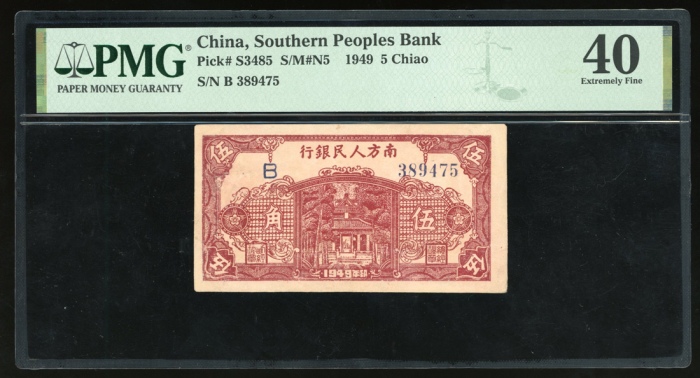 PMG
PAPER MONEY GUARANTY
China, Southern Peoples Bank
Pick# S3485 S/M#N5 1949 5 Chiao
S/N B 389475
40
Extremely Fine
伍 伍
行銀民人方南
B 389475
角 伍
伍 伍
1949年